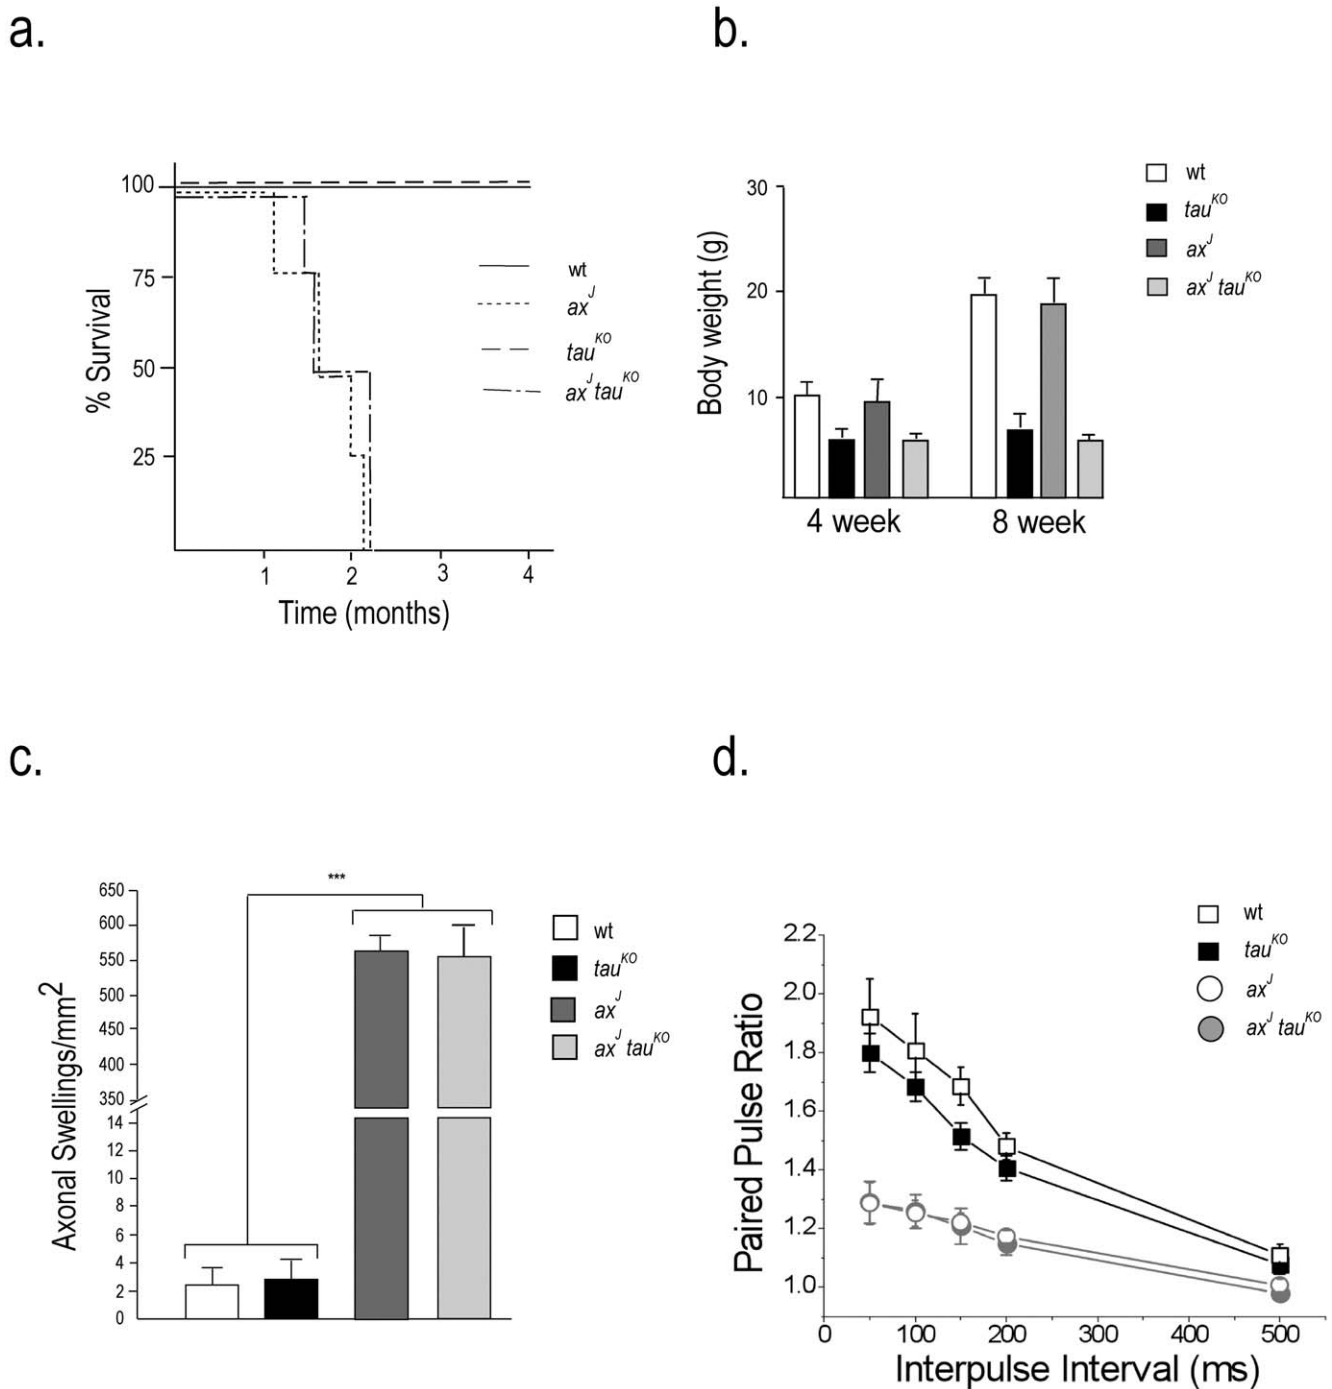 a.
100
75
50
25
% Survival
wt
ax^J
tau^KO
ax^J tau^KO
1 2 3 4
Time (months)
b.
30
20
10
Body weight (g)
4 week 8 week
wt
tau^KO
ax^J
ax^J tau^KO
c.
***
650
600
550
500
450
400
350
14
12
10
8
6
4
2
0
Axonal Swellings/mm^2
wt
tau^KO
ax^J
ax^J tau^KO
d.
2.2
2.0
1.8
1.6
1.4
1.2
1.0
Paired Pulse Ratio
0 100 200 300 400 500
Interpulse Interval (ms)
wt
tau^KO
ax^J
ax^J tau^KO